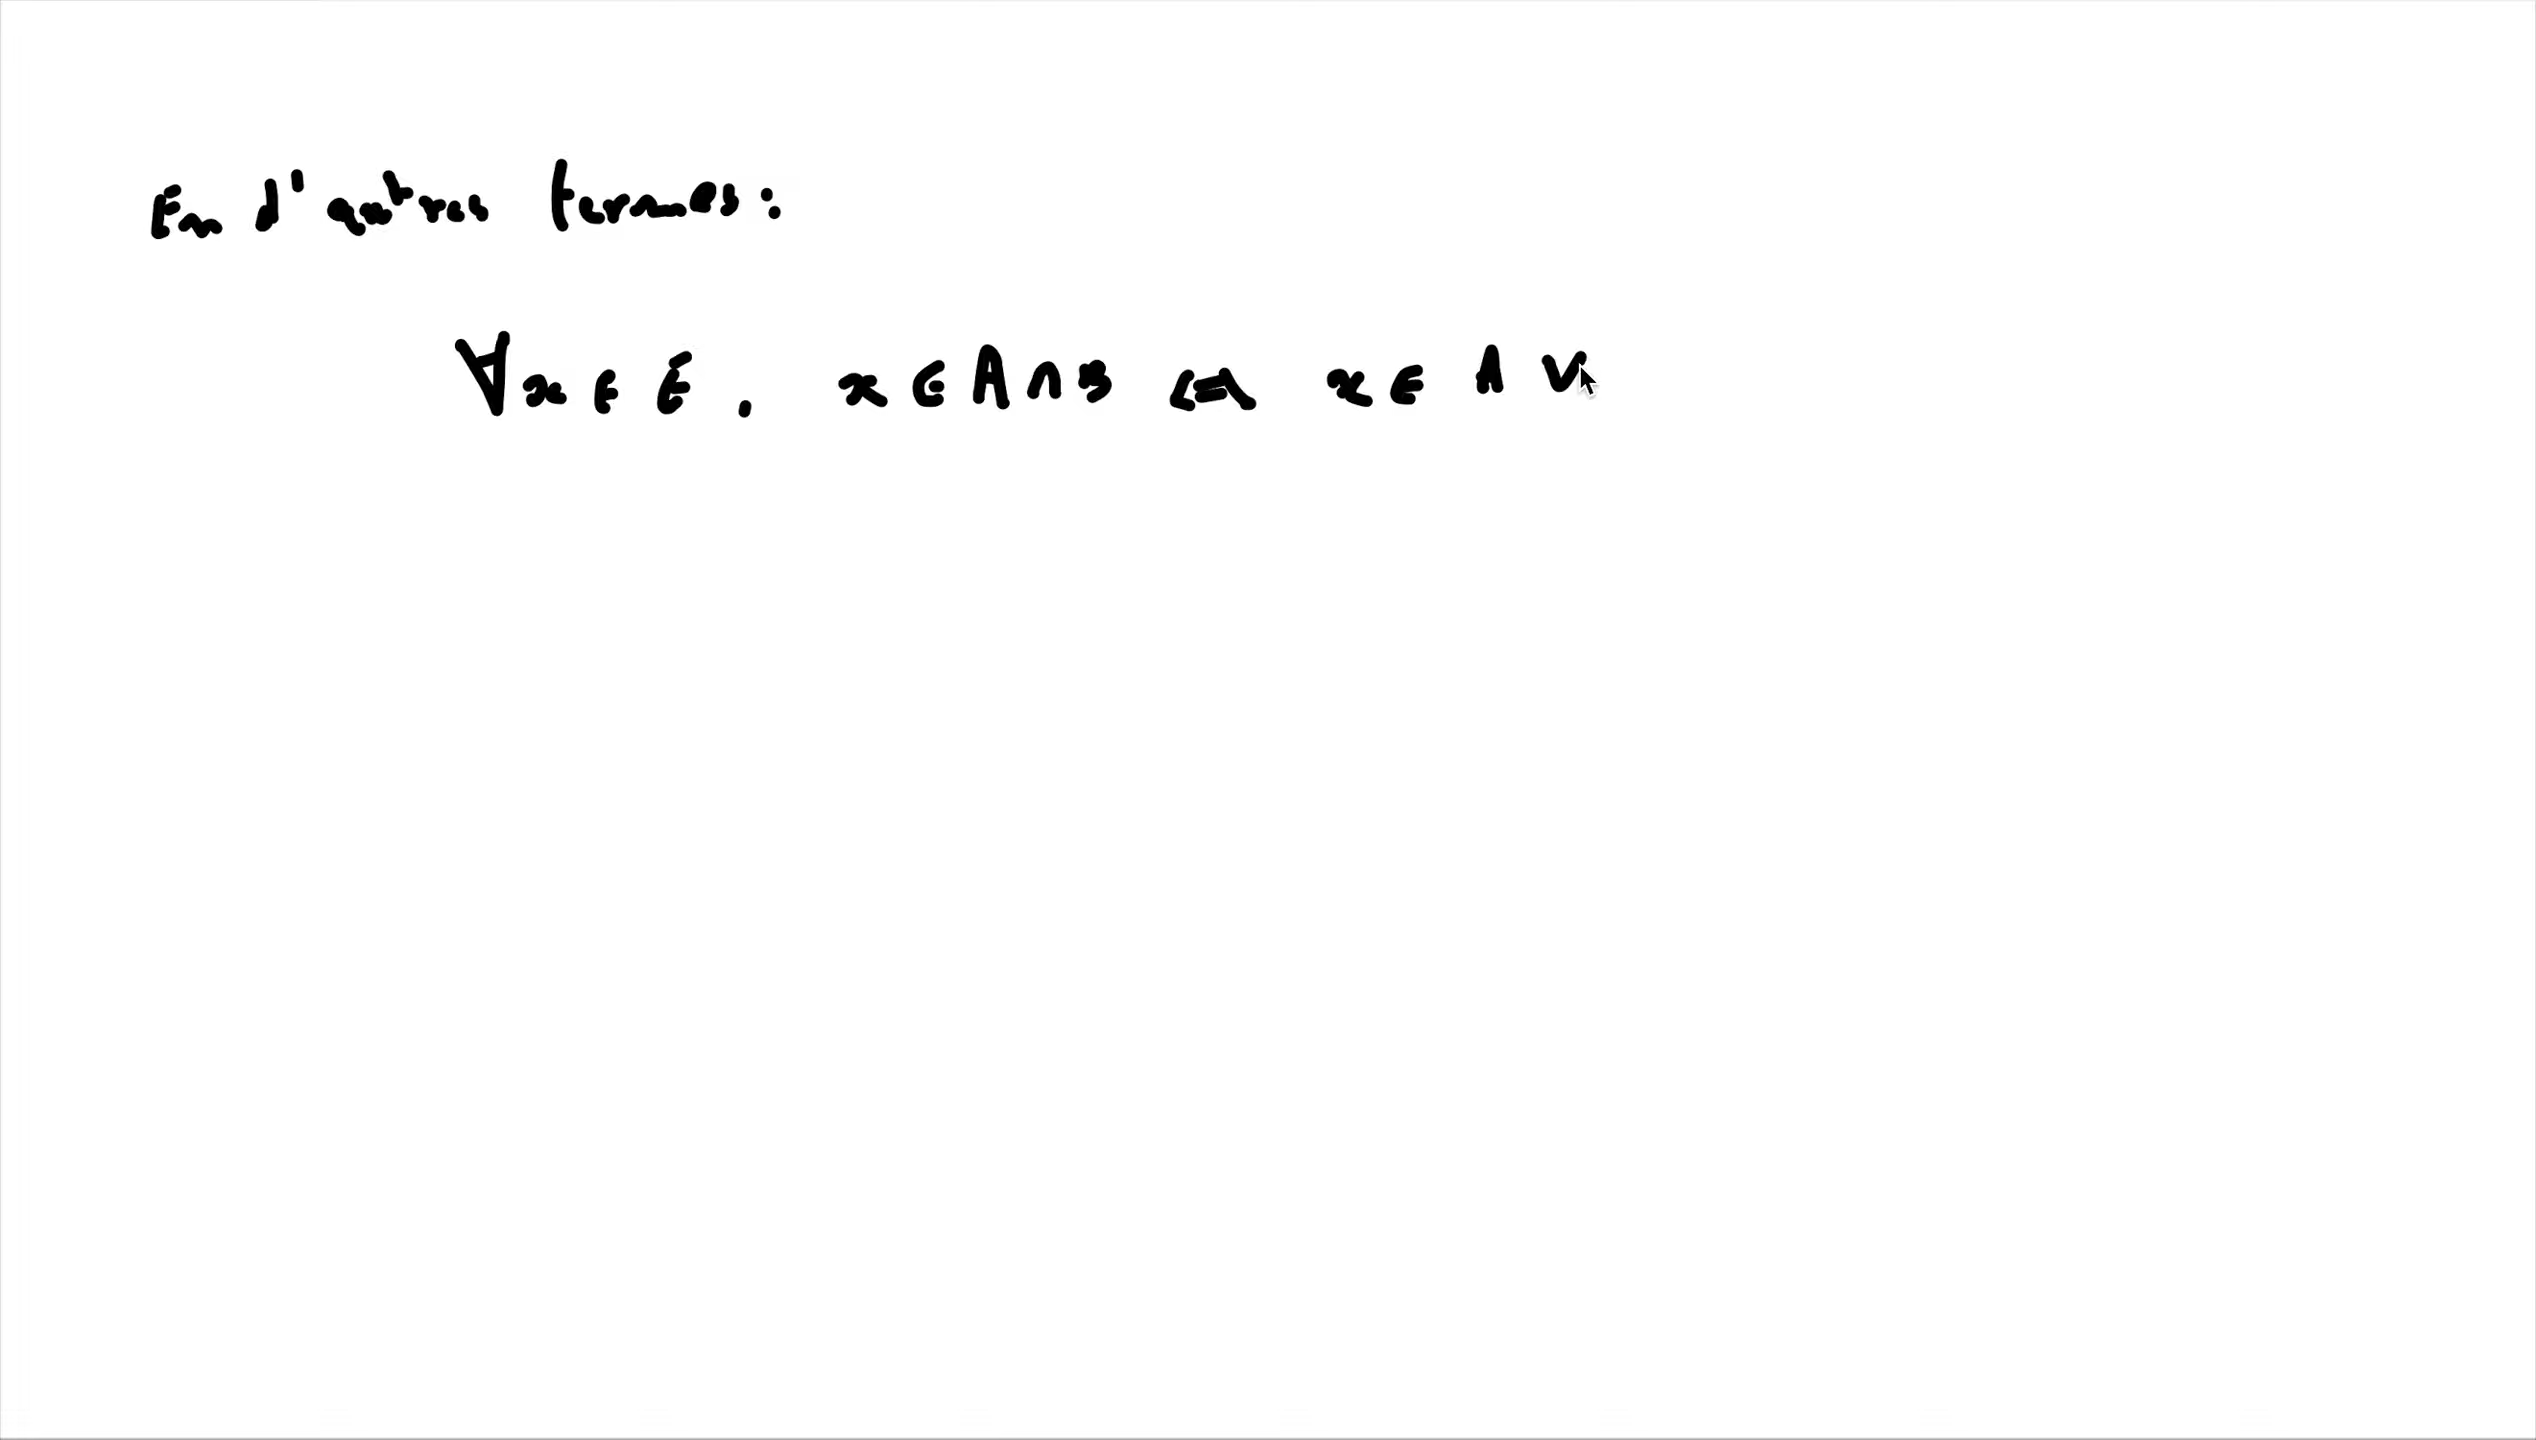 En d'autres termes:
∀x ∈ E, x ∈ A ∩ B ⇔ x ∈ A ∨